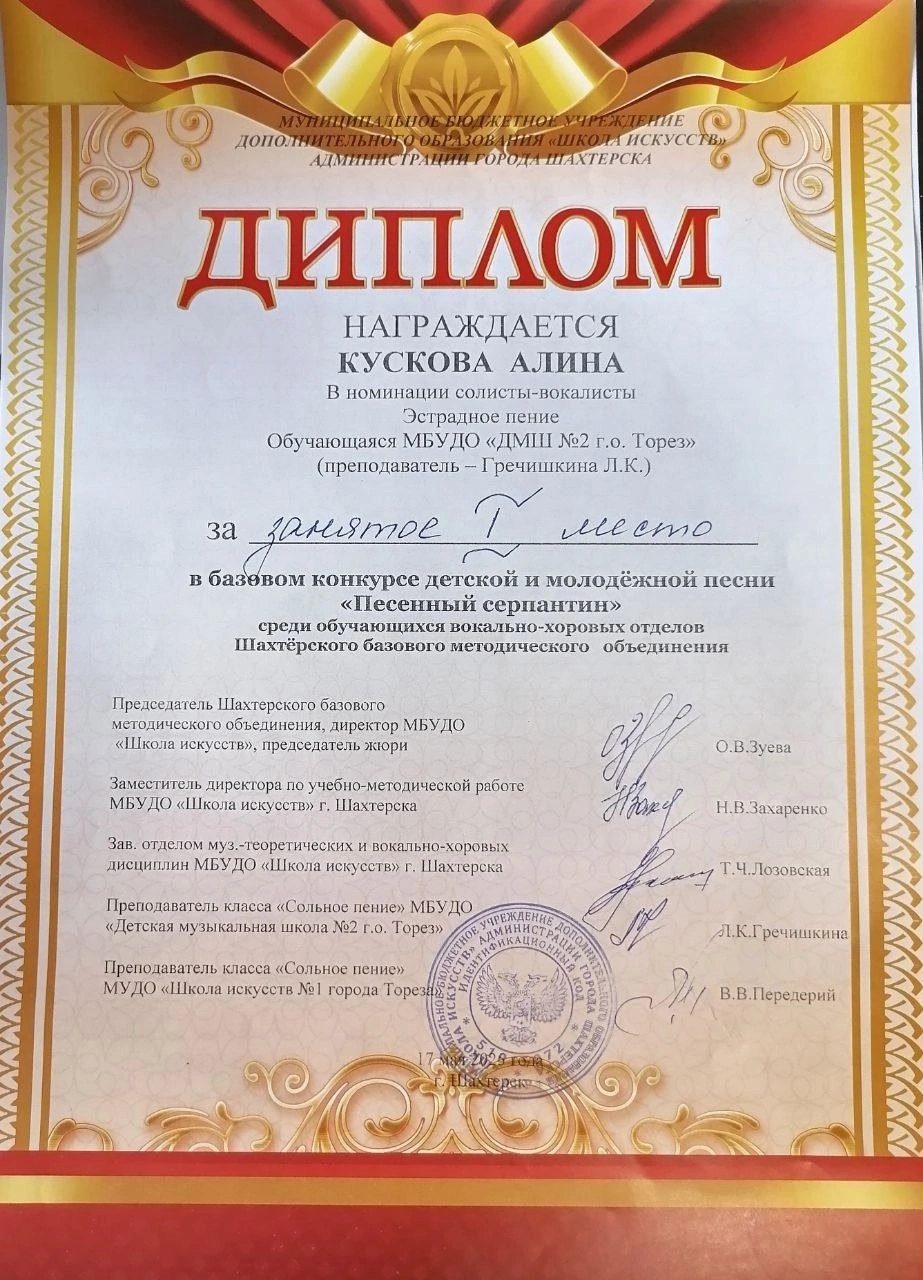 МУНИЦИПАЛЬНОЕ БЮДЖЕТНОЕ УЧРЕЖДЕНИЕ
ДОПОЛНИТЕЛЬНОГО ОБРАЗОВАНИЯ «ШКОЛА ИСКУССТВ»
АДМИНИСТРАЦИИ ГОРОДА ШАХТЕРСКА
ДИПЛОМ
НАГРАЖДАЕТСЯ
КУСКОВА АЛИНА
В номинации солисты-вокалисты
Эстрадное пение
Обучающаяся МБУДО «ДМШ №2 г.о. Торез»
(преподаватель – Гречишкина Л.К.)
за занятое I место
в базовом конкурсе детской и молодёжной песни
«Песенный серпантин»
среди обучающихся вокально-хоровых отделов
Шахтёрского базового методического объединения
Председатель Шахтерского базового
методического объединения, директор МБУДО
«Школа искусств», председатель жюри О.В.Зуева
Заместитель директора по учебно-методической работе
МБУДО «Школа искусств» г. Шахтерска Н.В.Захаренко
Зав. отделом муз.-теоретических и вокально-хоровых
дисциплин МБУДО «Школа искусств» г. Шахтерска Т.Ч.Лозовская
Преподаватель класса «Сольное пение» МБУДО
«Детская музыкальная школа №2 г.о. Торез» Л.К.Гречишкина
Преподаватель класса «Сольное пение»
МУДО «Школа искусств №1 города Тореза» В.В.Передерий
ИДЕНТИФИКАЦИОННЫЙ КОД
17 мая года
г. Шахтерск